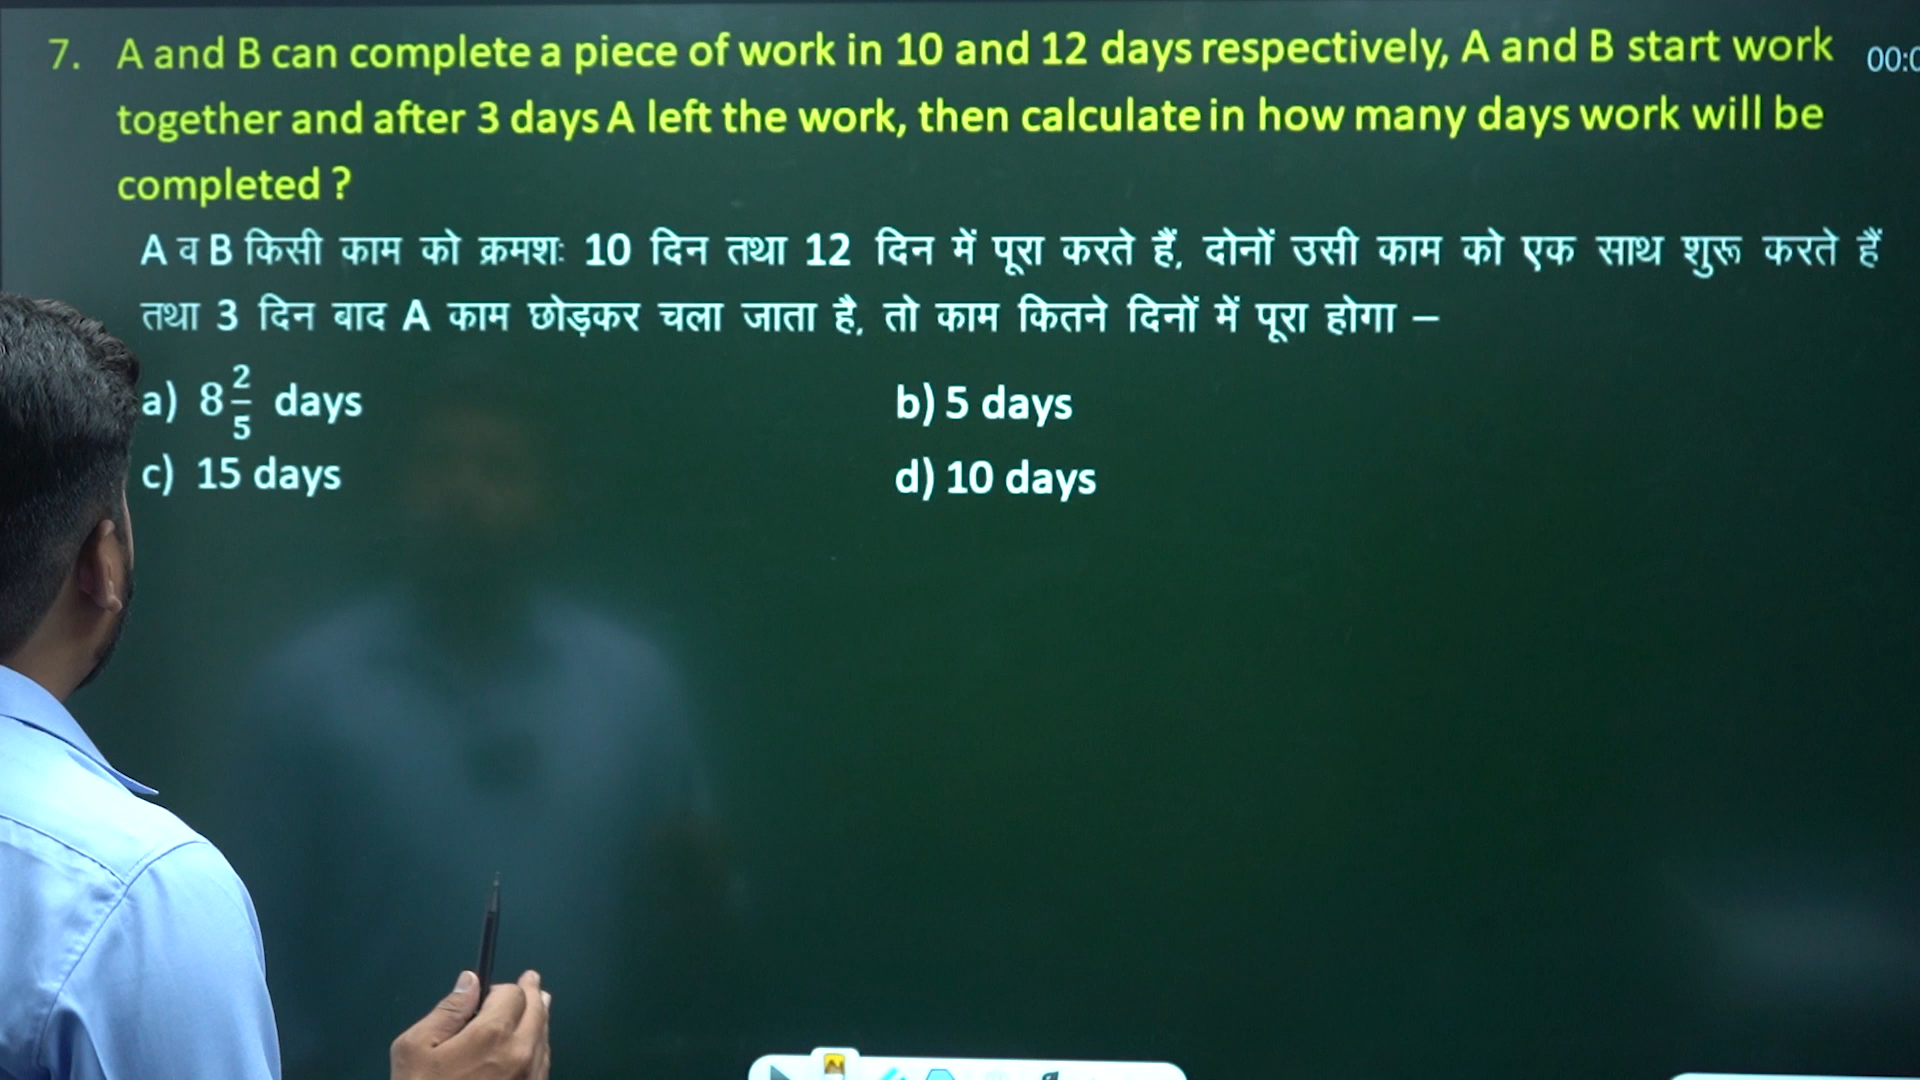 7. A and B can complete a piece of work in 10 and 12 days respectively, A and B start work
00:
together and after 3 days A left the work, then calculate in how many days work will be
completed ?
A व B किसी काम को क्रमशः 10 दिन तथा 12 दिन में पूरा करते हैं, दोनों उसी काम को एक साथ शुरू करते हैं
तथा 3 दिन बाद A काम छोड़कर चला जाता है, तो काम कितने दिनों में पूरा होगा –
a) 8 2/5 days b) 5 days
c) 15 days d) 10 days